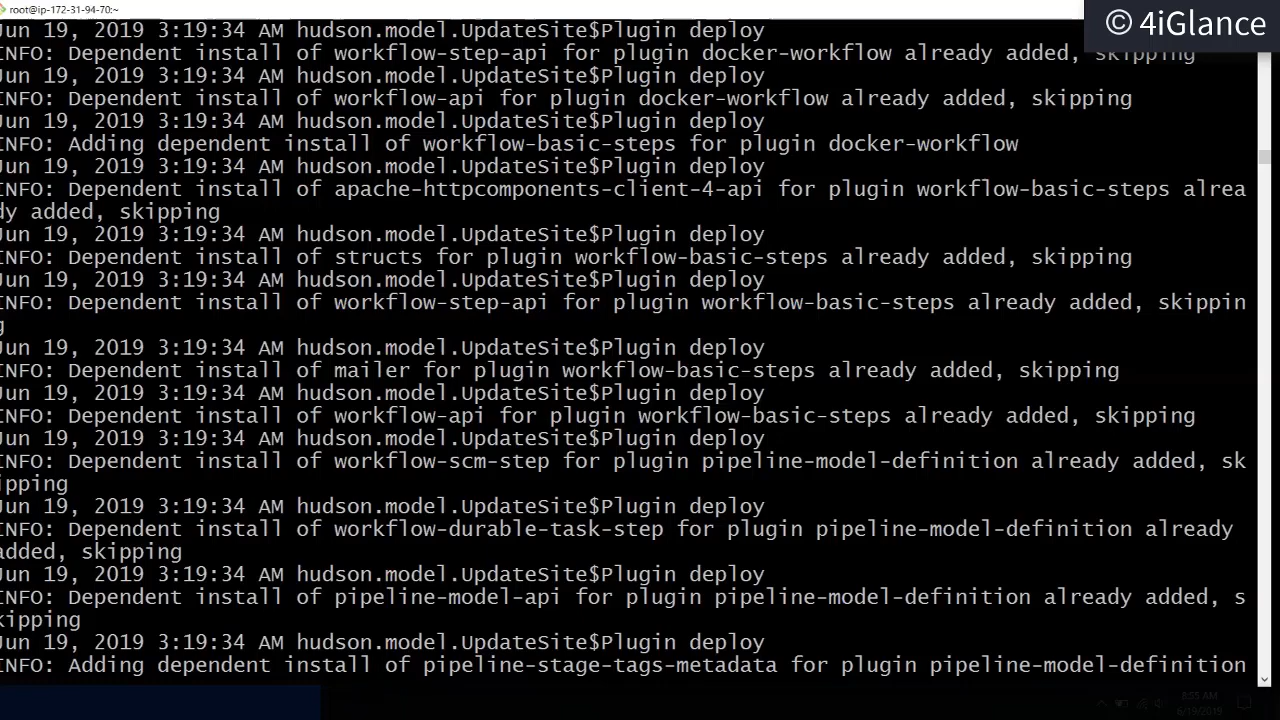 root@ip-172-31-94-70:~
© 4iGlance
Jun 19, 2019 3:19:34 AM hudson.model.UpdateSite$Plugin deploy
INFO: Dependent install of workflow-step-api for plugin docker-workflow already added, skipping
Jun 19, 2019 3:19:34 AM hudson.model.UpdateSite$Plugin deploy
INFO: Dependent install of workflow-api for plugin docker-workflow already added, skipping
Jun 19, 2019 3:19:34 AM hudson.model.UpdateSite$Plugin deploy
INFO: Adding dependent install of workflow-basic-steps for plugin docker-workflow
Jun 19, 2019 3:19:34 AM hudson.model.UpdateSite$Plugin deploy
INFO: Dependent install of apache-httpcomponents-client-4-api for plugin workflow-basic-steps alrea
dy added, skipping
Jun 19, 2019 3:19:34 AM hudson.model.UpdateSite$Plugin deploy
INFO: Dependent install of structs for plugin workflow-basic-steps already added, skipping
Jun 19, 2019 3:19:34 AM hudson.model.UpdateSite$Plugin deploy
INFO: Dependent install of workflow-step-api for plugin workflow-basic-steps already added, skippin
g
Jun 19, 2019 3:19:34 AM hudson.model.UpdateSite$Plugin deploy
INFO: Dependent install of mailer for plugin workflow-basic-steps already added, skipping
Jun 19, 2019 3:19:34 AM hudson.model.UpdateSite$Plugin deploy
INFO: Dependent install of workflow-api for plugin workflow-basic-steps already added, skipping
Jun 19, 2019 3:19:34 AM hudson.model.UpdateSite$Plugin deploy
INFO: Dependent install of workflow-scm-step for plugin pipeline-model-definition already added, sk
ipping
Jun 19, 2019 3:19:34 AM hudson.model.UpdateSite$Plugin deploy
INFO: Dependent install of workflow-durable-task-step for plugin pipeline-model-definition already
added, skipping
Jun 19, 2019 3:19:34 AM hudson.model.UpdateSite$Plugin deploy
INFO: Dependent install of pipeline-model-api for plugin pipeline-model-definition already added, s
kipping
Jun 19, 2019 3:19:34 AM hudson.model.UpdateSite$Plugin deploy
INFO: Adding dependent install of pipeline-stage-tags-metadata for plugin pipeline-model-definition
8:55 AM
6/19/2019